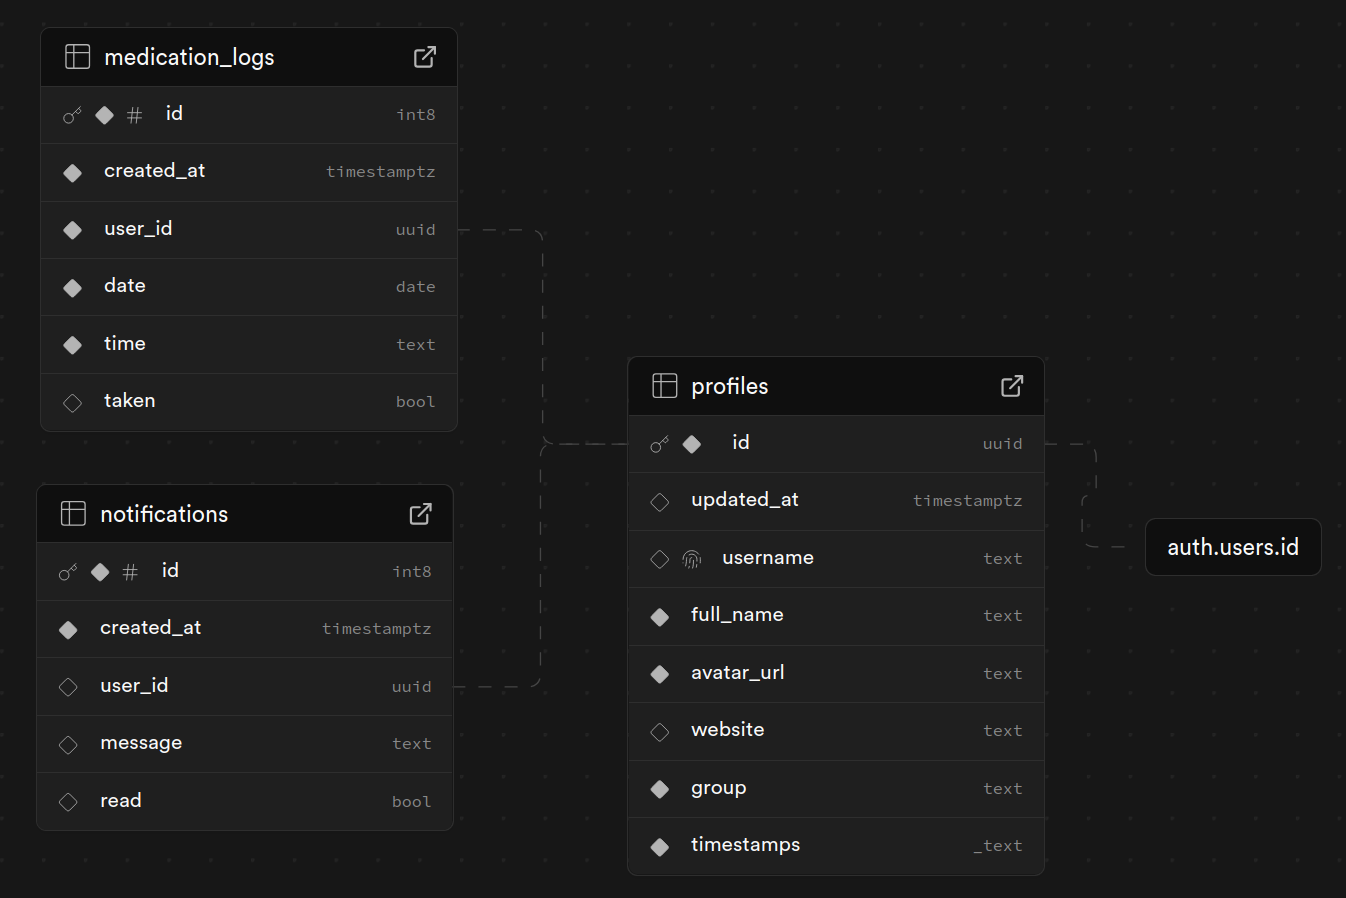 medication_logs
id int8
created_at timestamptz
user_id uuid
date date
time text
taken bool
notifications
id int8
created_at timestamptz
user_id uuid
message text
read bool
profiles
id uuid
updated_at timestamptz
username text
full_name text
avatar_url text
website text
group text
timestamps _text
auth.users.id